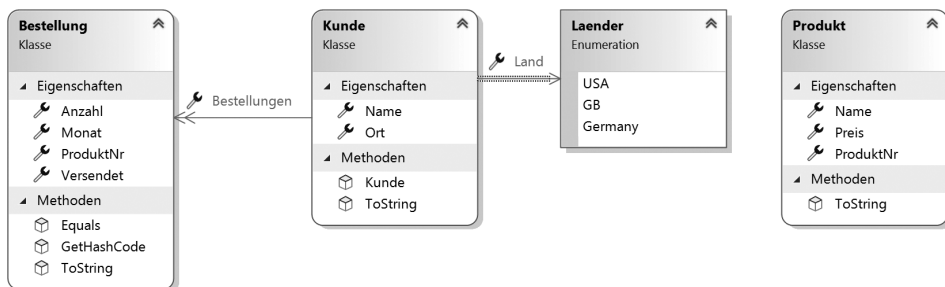 Bestellung
Klasse
Eigenschaften
Anzahl
Monat
ProduktNr
Versendet
Methoden
Equals
GetHashCode
ToString
Bestellungen
Kunde
Klasse
Eigenschaften
Name
Ort
Methoden
Kunde
ToString
Land
Laender
Enumeration
USA
GB
Germany
Produkt
Klasse
Eigenschaften
Name
Preis
ProduktNr
Methoden
ToString